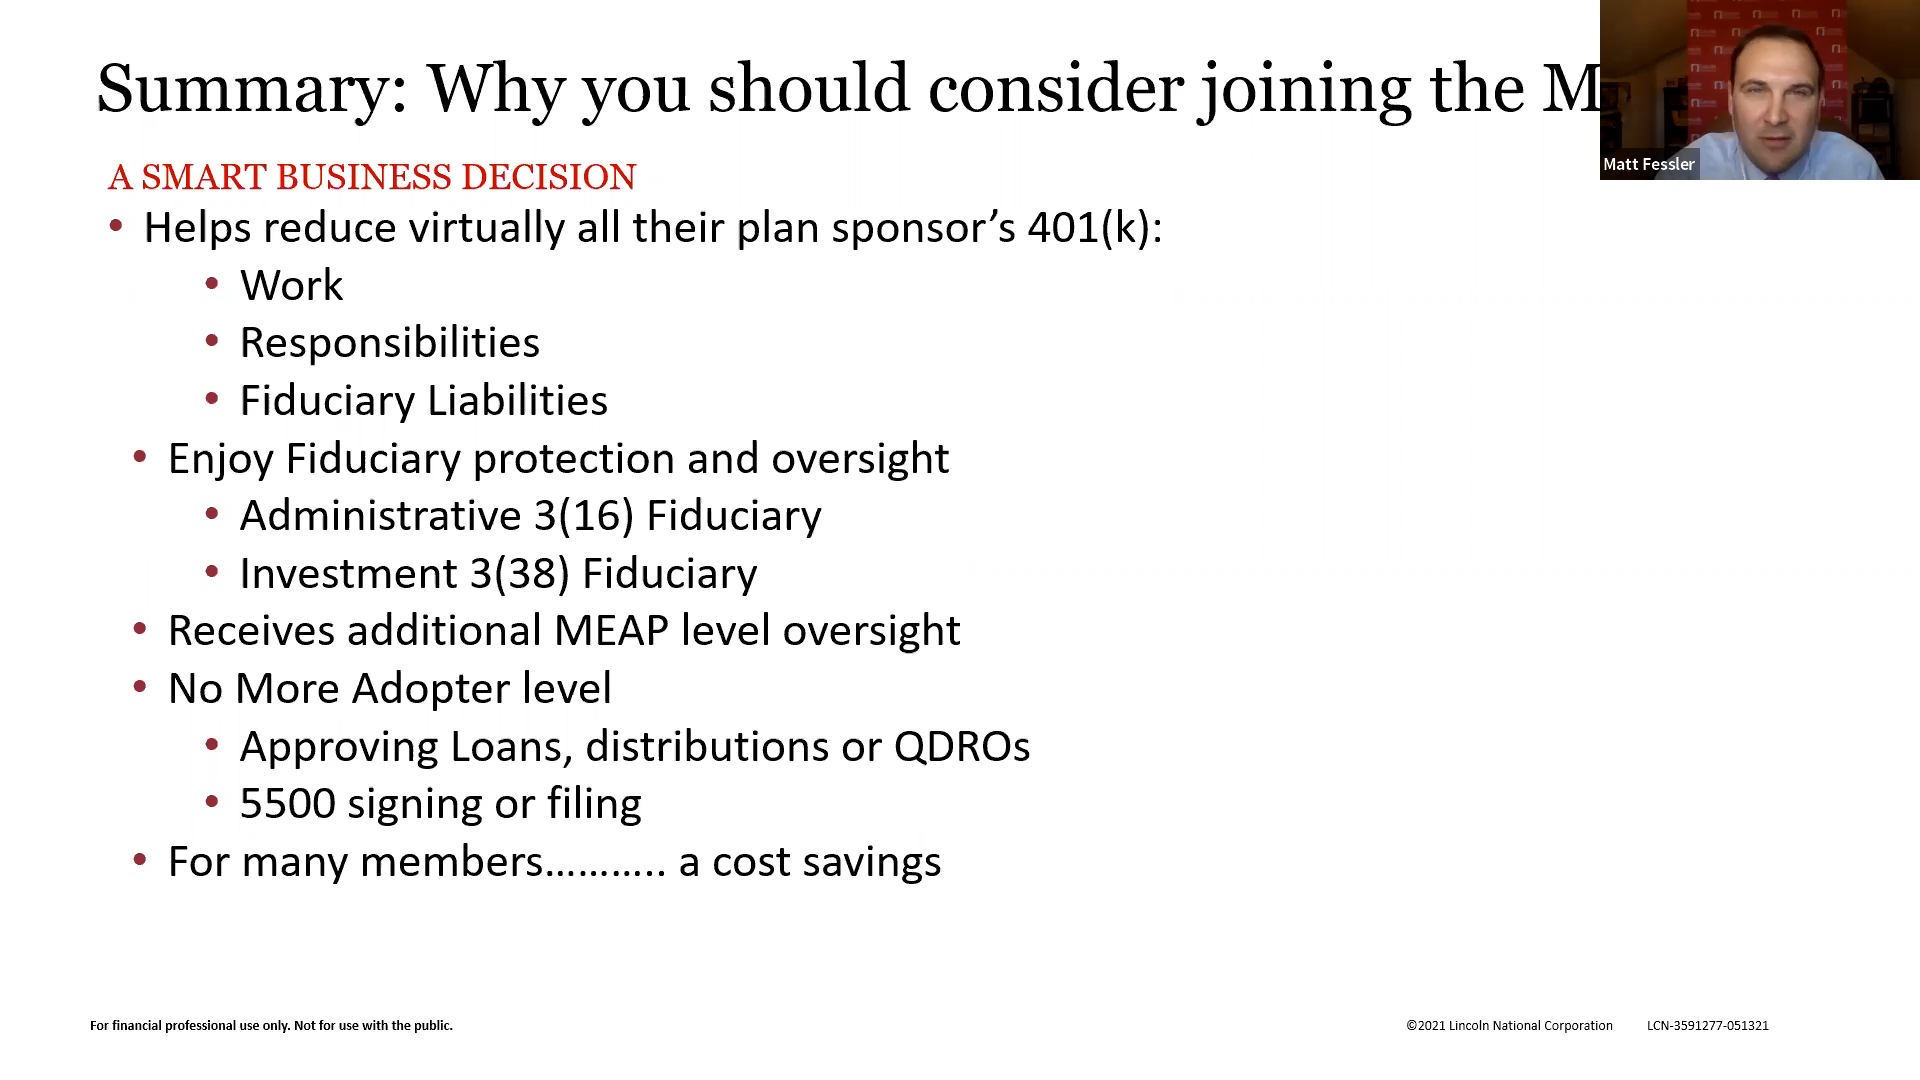 Summary: Why you should consider joining the M
Matt Fessler
A SMART BUSINESS DECISION
• Helps reduce virtually all their plan sponsor’s 401(k):
• Work
• Responsibilities
• Fiduciary Liabilities
• Enjoy Fiduciary protection and oversight
• Administrative 3(16) Fiduciary
• Investment 3(38) Fiduciary
• Receives additional MEAP level oversight
• No More Adopter level
• Approving Loans, distributions or QDROs
• 5500 signing or filing
• For many members……….. a cost savings
For financial professional use only. Not for use with the public.
©2021 Lincoln National Corporation LCN-3591277-051321